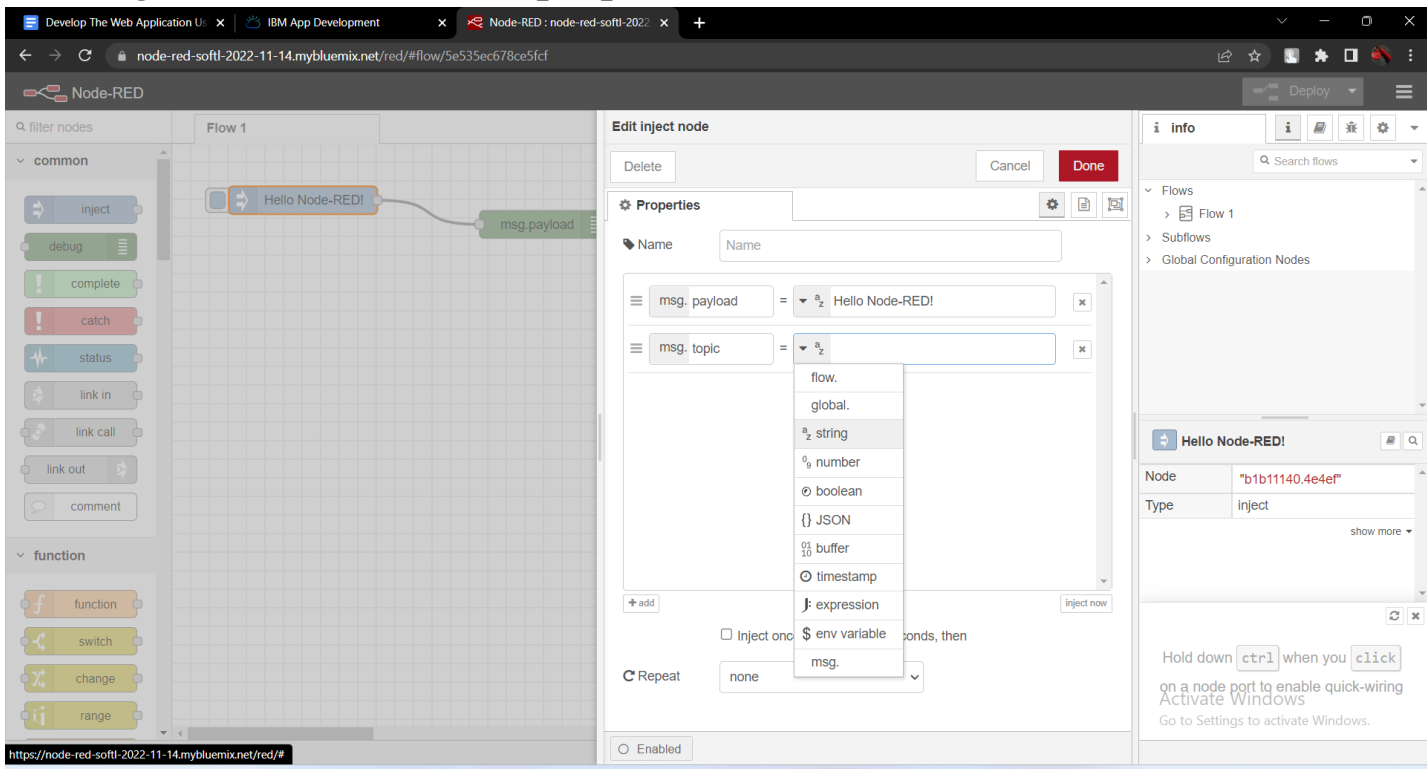 Develop The Web Application Us
IBM App Development
Node-RED : node-red-softl-2022
node-red-softl-2022-11-14.mybluemix.net/red/#flow/5e535ec678ce5fcf
Node-RED
Deploy
filter nodes
Flow 1
Edit inject node
i info
i
common
Delete
Cancel
Done
Search flows
inject
Hello Node-RED!
Properties
Flows
Flow 1
debug
msg.payload
Name
Name
Subflows
Global Configuration Nodes
complete
msg. payload = az Hello Node-RED!
catch
status
msg. topic = az
flow.
link in
global.
link call
az string
Hello Node-RED!
link out
09 number
Node "b1b11140.4e4ef"
boolean
comment
Type inject
{} JSON
show more
function
0110 buffer
timestamp
function
add
J: expression
inject now
switch
Inject once
$ env variable
onds, then
msg.
change
Repeat
none
Hold down ctrl when you click
on a node port to enable quick-wiring
Activate Windows
range
Go to Settings to activate Windows.
https://node-red-softl-2022-11-14.mybluemix.net/red/#
Enabled